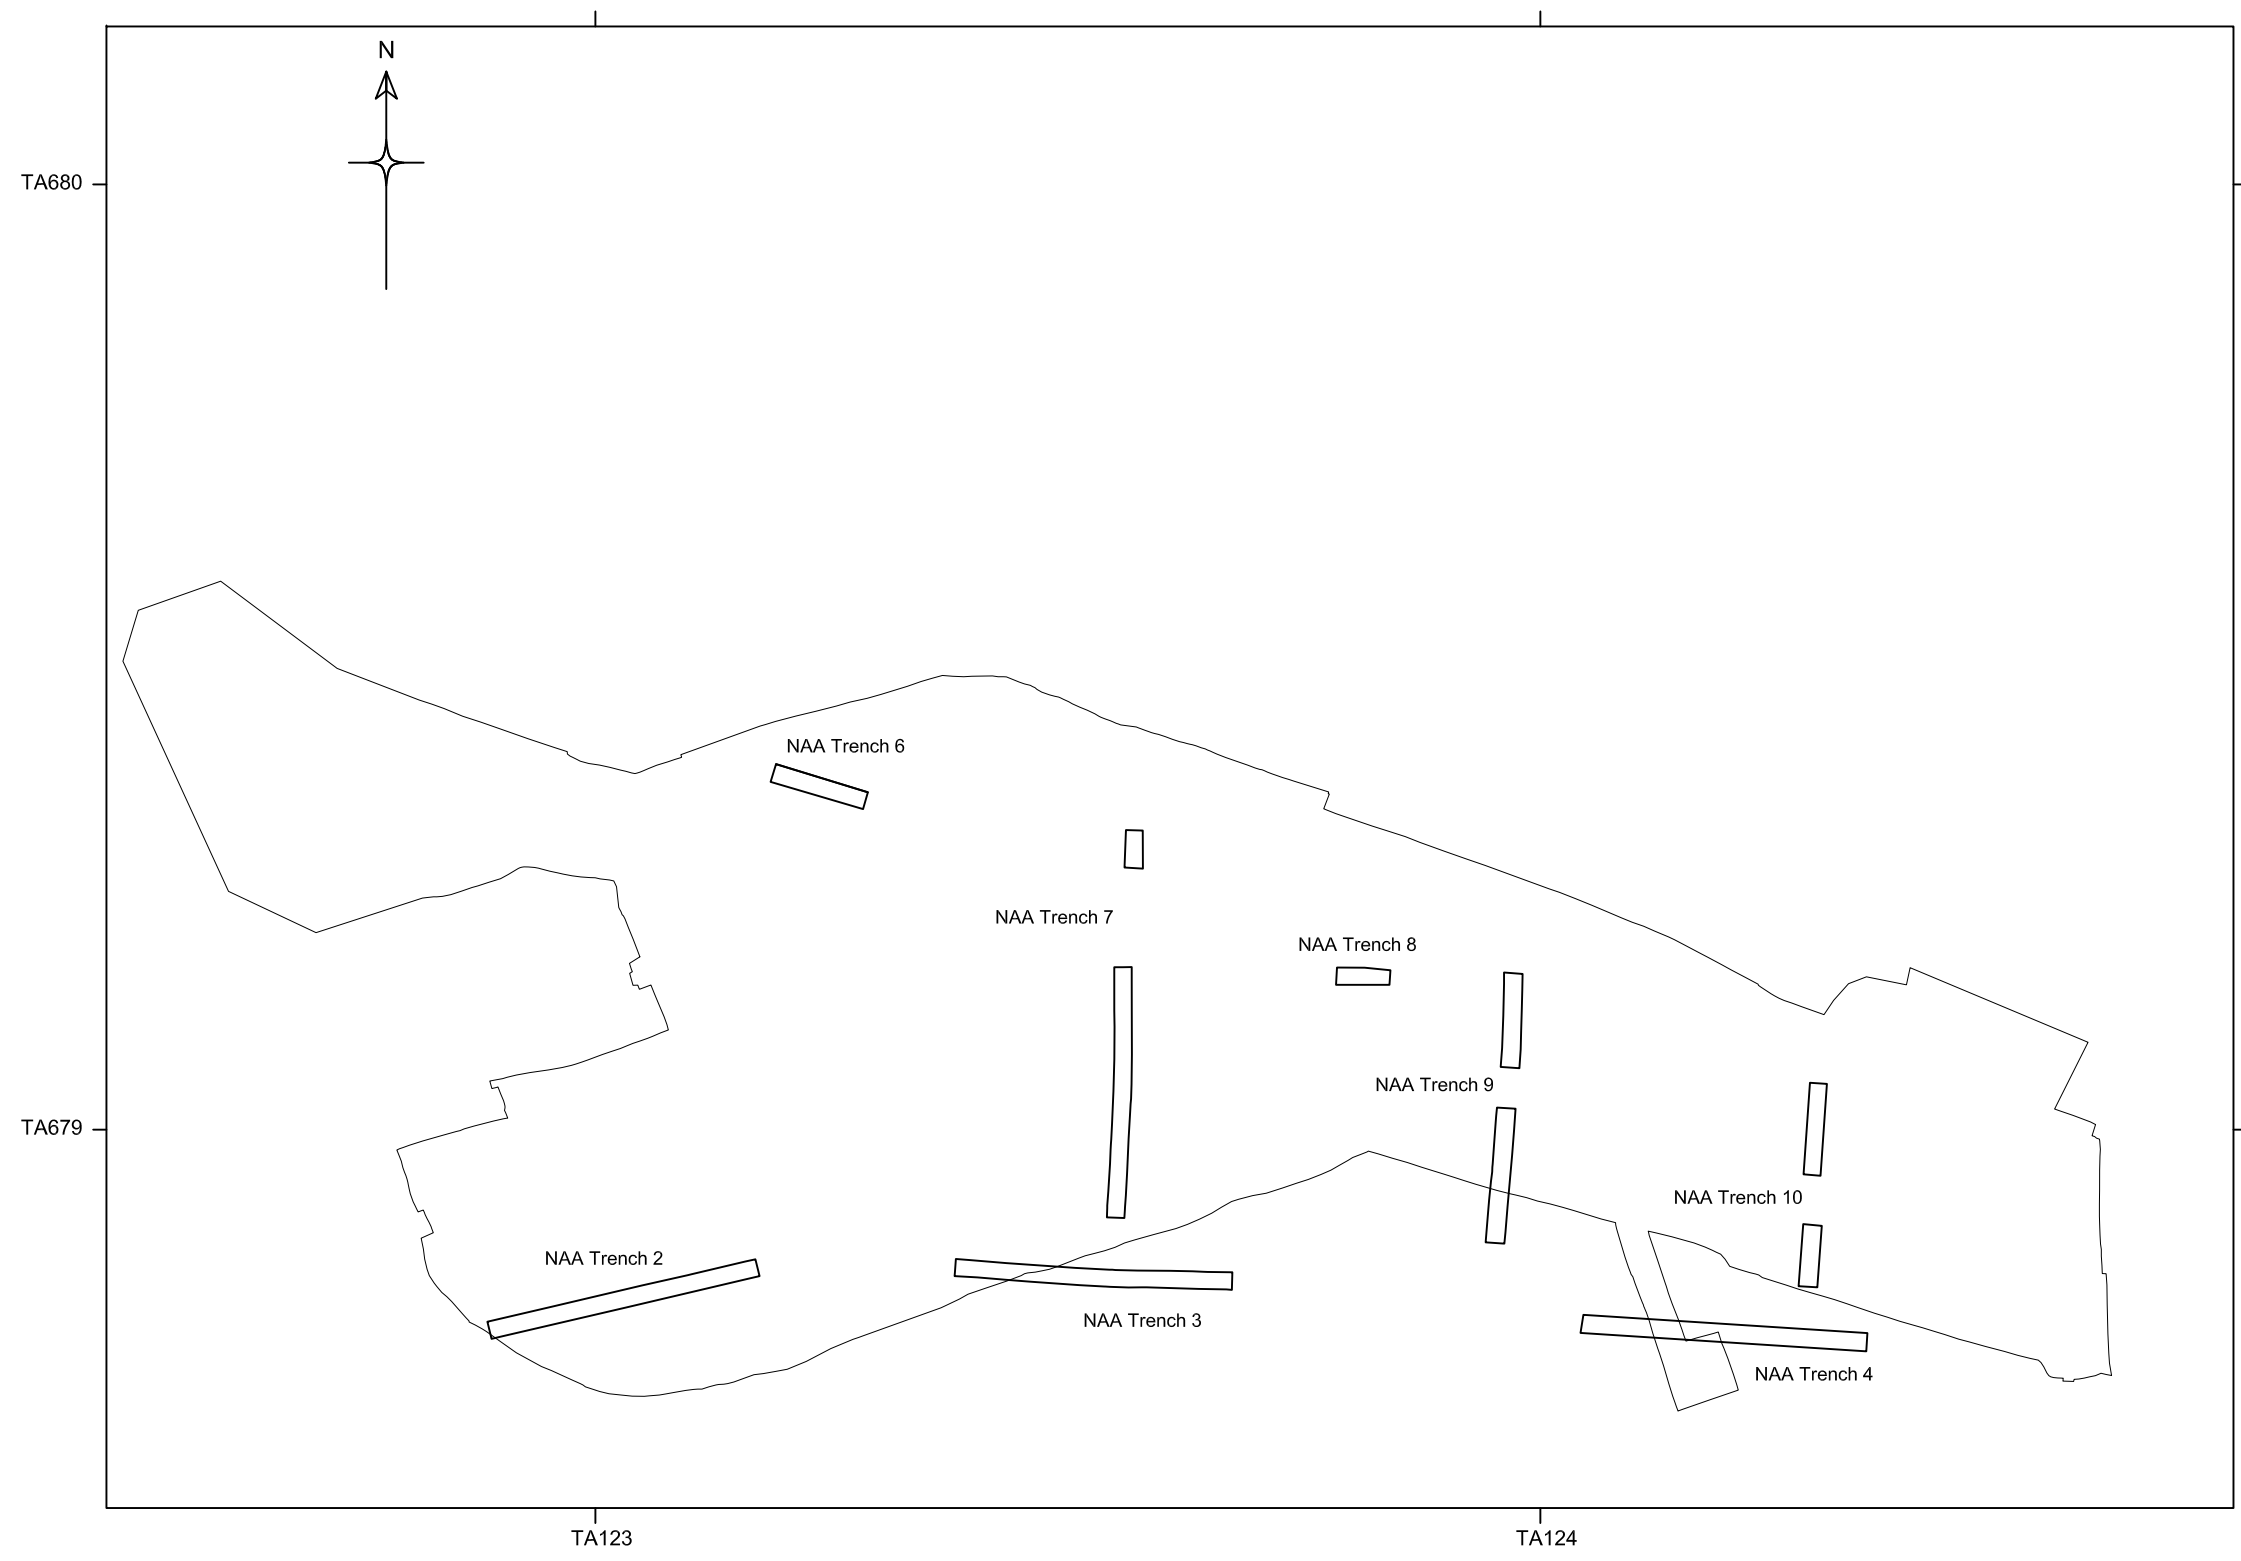 N
TA680
NAA Trench 6
NAA Trench 7
NAA Trench 8
NAA Trench 9
TA679
NAA Trench 10
NAA Trench 2
NAA Trench 3
NAA Trench 4
TA123
TA124